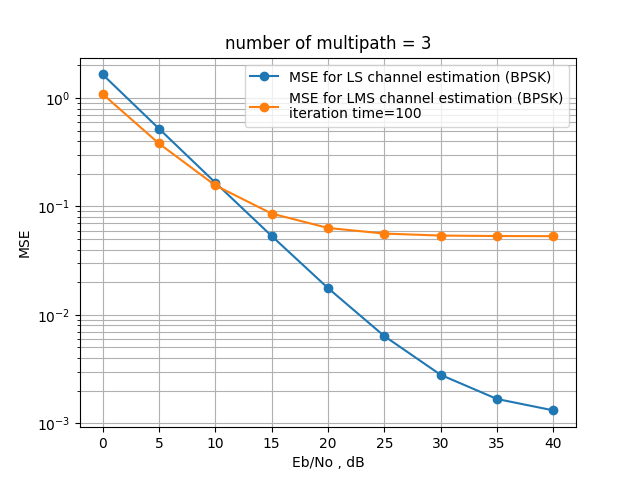 number of multipath = 3
MSE for LS channel estimation (BPSK)
MSE for LMS channel estimation (BPSK)
iteration time=100
MSE
10⁰
10⁻¹
10⁻²
10⁻³
0 5 10 15 20 25 30 35 40
Eb/No , dB